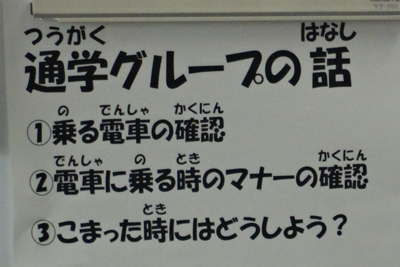 つうがく はなし
通学グループの話
の でんしゃ かくにん
①乗る電車の確認
でんしゃ の とき かくにん
②電車に乗る時のマナーの確認
とき
③こまった時にはどうしよう？